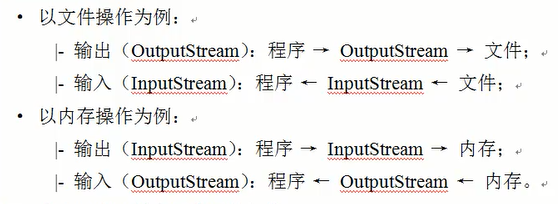 • 以文件操作为例：
|- 输出（OutputStream）：程序 → OutputStream → 文件；
|- 输入（InputStream）：程序 ← InputStream ← 文件；
• 以内存操作为例：
|- 输出（InputStream）：程序 → InputStream → 内存；
|- 输入（OutputStream）：程序 ← OutputStream ← 内存。